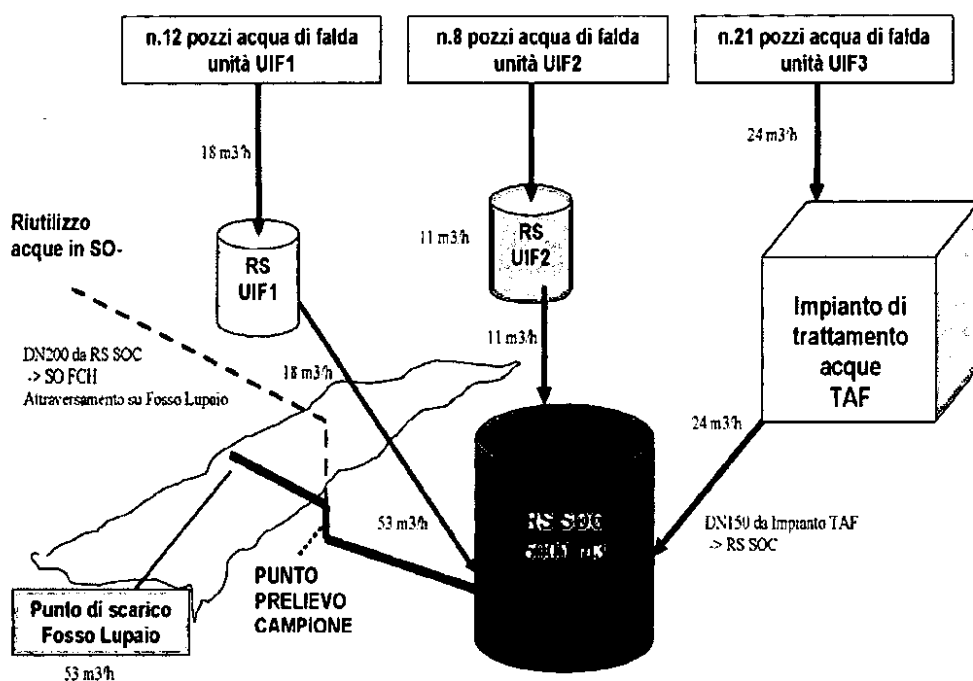 n.12 pozzi acqua di falda
unità UIF1
n.8 pozzi acqua di falda
unità UIF2
n.21 pozzi acqua di falda
unità UIF3
18 m3/h
24 m3/h
Riutilizzo
acque in SO-
RS
UIF1
11 m3/h
RS
UIF2
Impianto di
trattamento
acque
TAF
DN200 da RS SOC
-> SO FCH
Attraversamento su Fosso Lupaio
18 m3/h
11 m3/h
24 m3/h
RS
m3
53 m3/h
DN150 da Impianto TAF
-> RS SOC
PUNTO
PRELIEVO
CAMPIONE
Punto di scarico
Fosso Lupaio
53 m3/h